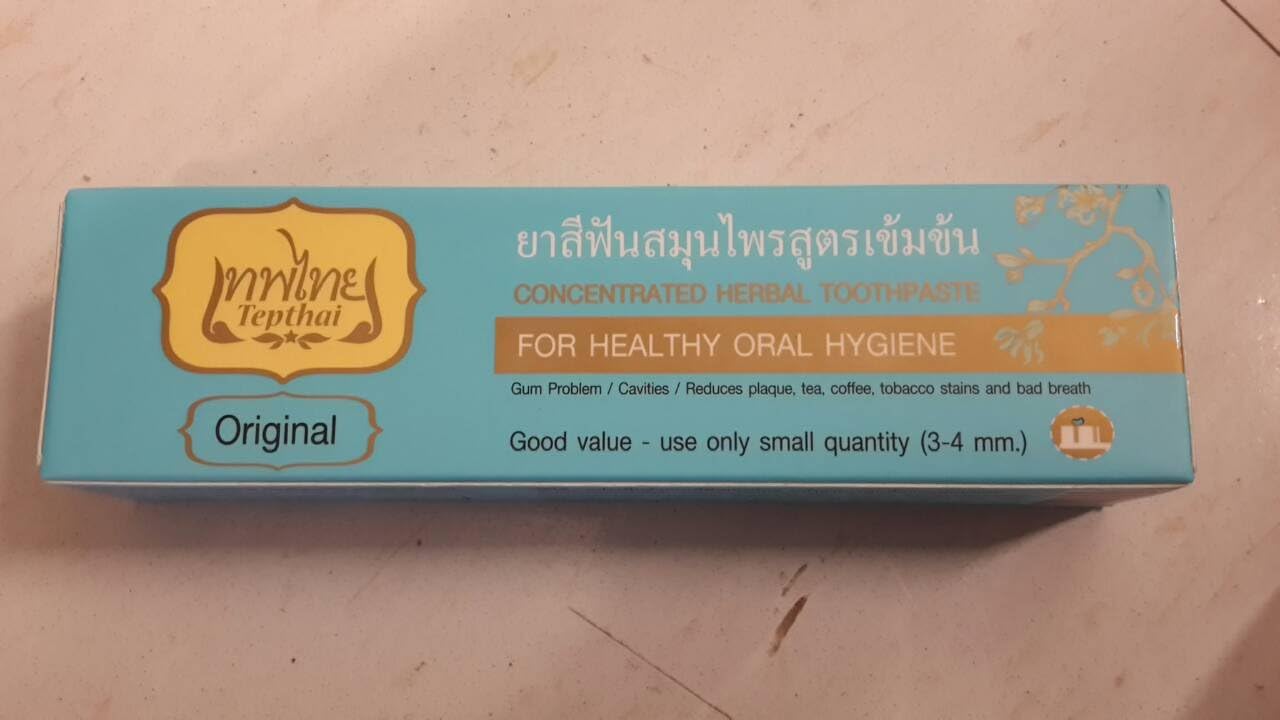 เทพไทย
Tepthai
Original
ยาสีฟันสมุนไพรสูตรเข้มข้น
CONCENTRATED HERBAL TOOTHPASTE
FOR HEALTHY ORAL HYGIENE
Gum Problem / Cavities / Reduces plaque, tea, coffee, tobacco stains and bad breath
Good value - use only small quantity (3-4 mm.)